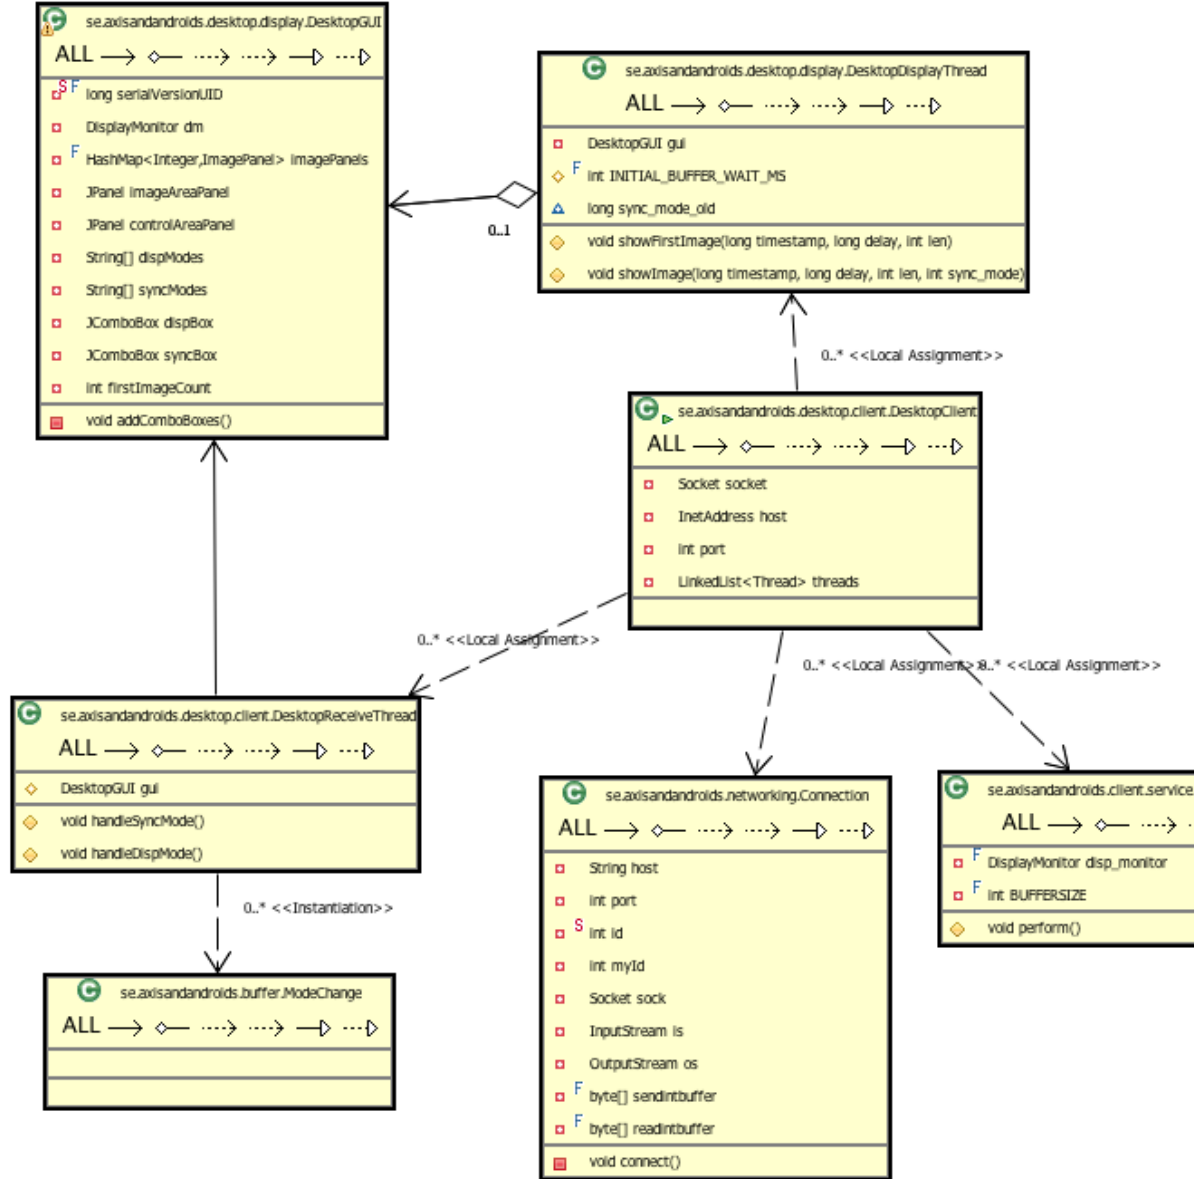 se.axisandandroids.desktop.display.DesktopGUI
ALL
S F long serialVersionUID
DisplayMonitor dm
F HashMap<Integer,ImagePanel> imagePanels
JPanel imageAreaPanel
JPanel controlAreaPanel
String[] dispModes
String[] syncModes
JComboBox dispBox
JComboBox syncBox
int firstImageCount
void addComboBoxes()
C se.axisandandroids.desktop.display.DesktopDisplayThread
ALL
DesktopGUI gui
F int INITIAL_BUFFER_WAIT_MS
long sync_mode_old
void showFirstImage(long timestamp, long delay, int len)
void showImage(long timestamp, long delay, int len, int sync_mode)
0..1
0..* <<Local Assignment>>
C se.axisandandroids.desktop.client.DesktopClient
ALL
Socket socket
InetAddress host
int port
LinkedList<Thread> threads
0..* <<Local Assignment>>
0..* <<Local Assignment>>
0..* <<Local Assignment>>
C se.axisandandroids.desktop.client.DesktopReceiveThread
ALL
DesktopGUI gui
void handleSyncMode()
void handleDispMode()
0..* <<Instantiation>>
C se.axisandandroids.buffer.ModeChange
ALL
C se.axisandandroids.networking.Connection
ALL
String host
int port
S int id
int myId
Socket sock
InputStream is
OutputStream os
F byte[] sendintbuffer
F byte[] readintbuffer
void connect()
C se.axisandandroids.client.service
ALL
F DisplayMonitor disp_monitor
F int BUFFERSIZE
void perform()